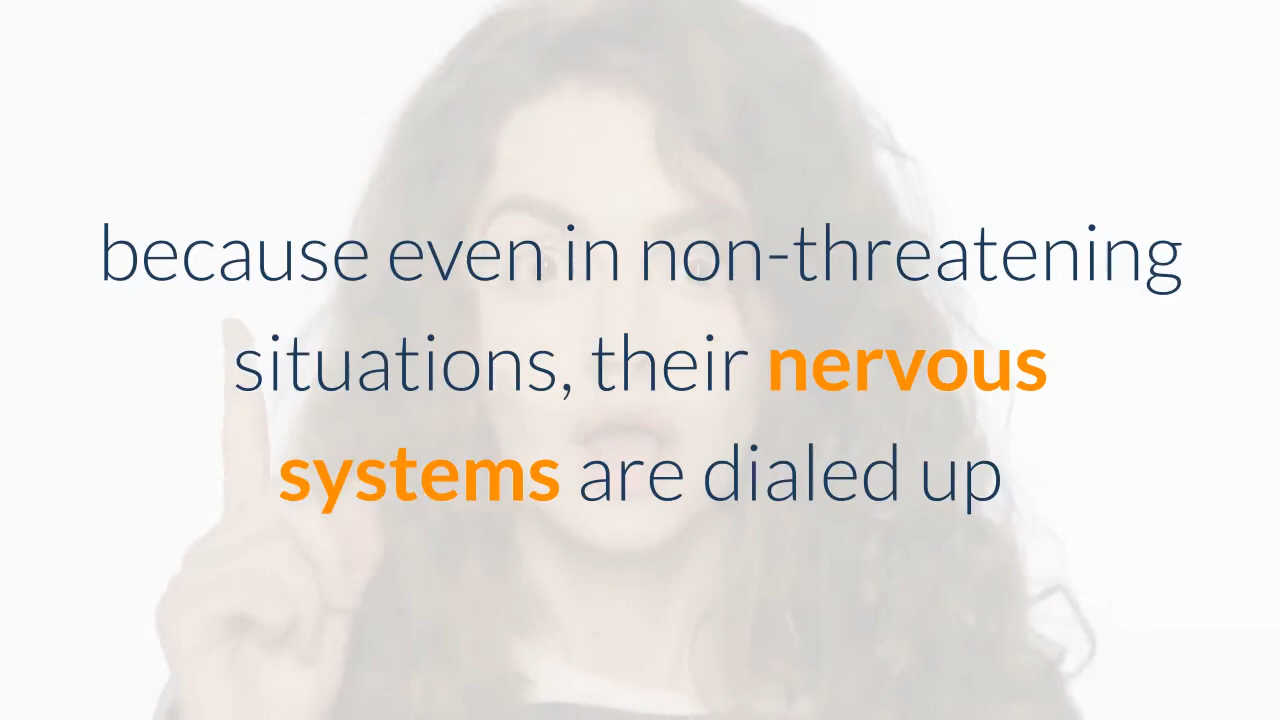 because even in non-threatening
situations, their nervous
systems are dialed up